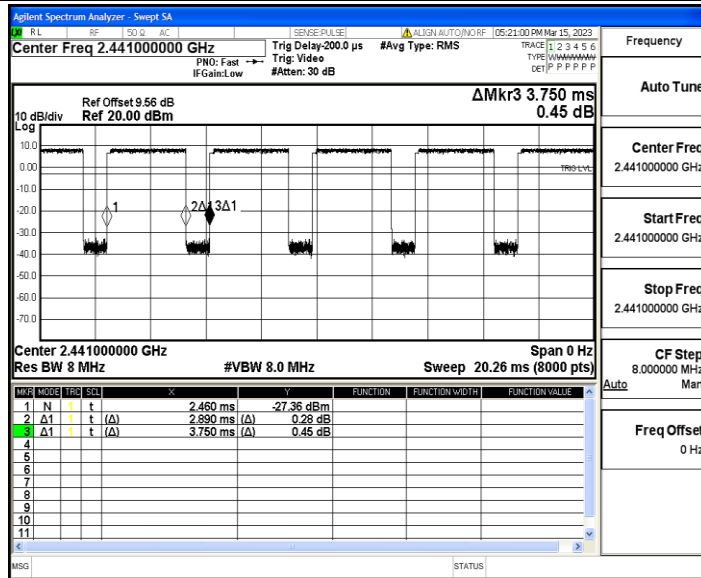 Agilent Spectrum Analyzer - Swept SA
RL RF 50 Ω AC SENSE:PULSE ALIGN AUTO/NO RF 05:21:00 PM Mar 15, 2023
Center Freq 2.441000000 GHz
PNO: Fast
IFGain:Low
Trig Delay-200.0 µs
Trig: Video
#Atten: 30 dB
#Avg Type: RMS
TRACE 1 2 3 4 5 6
TYPE
DET P P P P P P
ΔMkr3 3.750 ms
0.45 dB
Ref Offset 9.56 dB
10 dB/div Ref 20.00 dBm
Log
10.0
0.00
TRIG LVL
-10.0
1
2Δ1
3Δ1
-20.0
-30.0
-40.0
-50.0
-60.0
-70.0
Center 2.441000000 GHz Span 0 Hz
Res BW 8 MHz #VBW 8.0 MHz Sweep 20.26 ms (8000 pts)
MKR MODE TRC SCL X Y FUNCTION FUNCTION WIDTH FUNCTION VALUE
1 N 1 t 2.460 ms -27.36 dBm
2 Δ1 1 t (Δ) 2.890 ms (Δ) 0.28 dB
3 Δ1 1 t (Δ) 3.750 ms (Δ) 0.45 dB
4
5
6
7
8
9
10
11
MSG STATUS
Frequency
Auto Tune
Center Freq
2.441000000 GHz
Start Freq
2.441000000 GHz
Stop Freq
2.441000000 GHz
CF Step
8.000000 MHz
Auto Man
Freq Offset
0 Hz